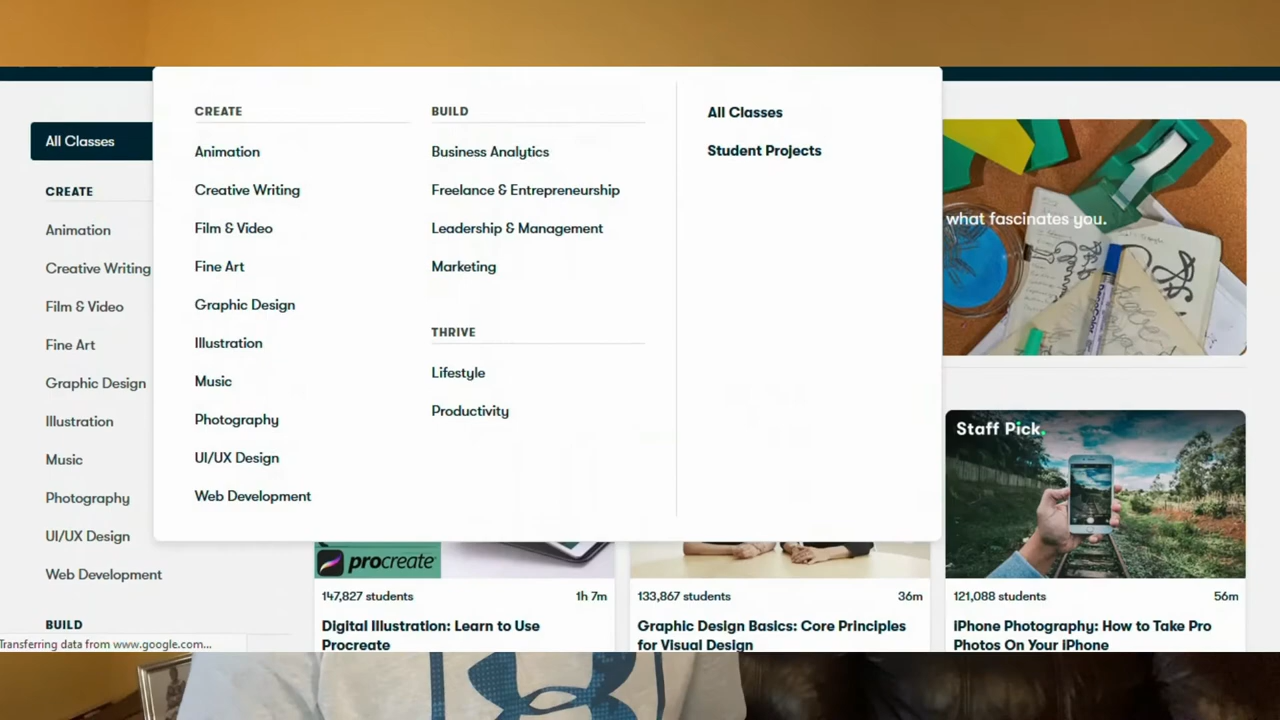 All Classes
CREATE
Animation
Creative Writing
Film & Video
Fine Art
Graphic Design
Illustration
Music
Photography
UI/UX Design
Web Development
BUILD
Transferring data from www.google.com...
CREATE
Animation
Creative Writing
Film & Video
Fine Art
Graphic Design
Illustration
Music
Photography
UI/UX Design
Web Development
BUILD
Business Analytics
Freelance & Entrepreneurship
Leadership & Management
Marketing
THRIVE
Lifestyle
Productivity
All Classes
Student Projects
what fascinates you.
procreate
147,827 students 1h 7m
Digital Illustration: Learn to Use
Procreate
133,867 students 36m
Graphic Design Basics: Core Principles
for Visual Design
Staff Pick.
121,088 students 56m
iPhone Photography: How to Take Pro
Photos On Your iPhone